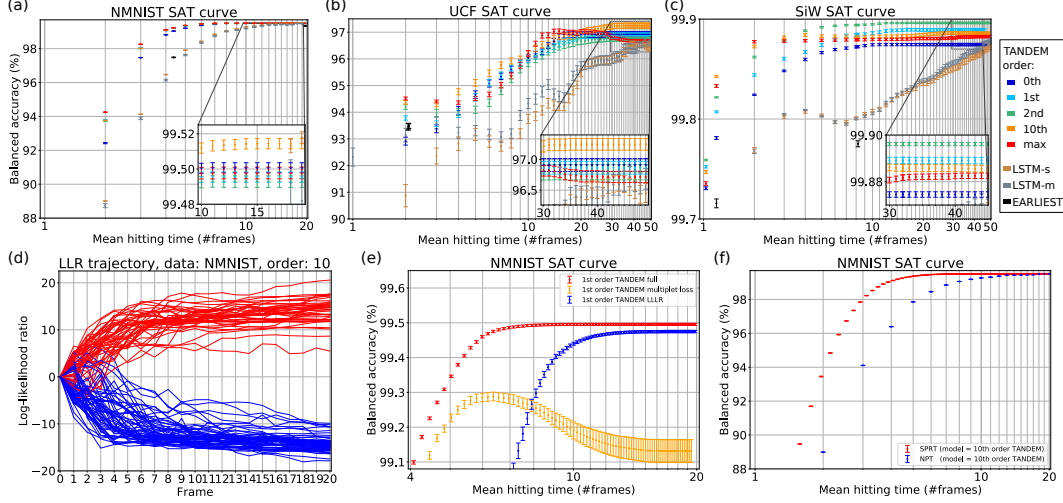 (a) NMNIST SAT curve
Balanced accuracy (%)
98
96
94
92
90
88
99.52
99.50
99.48
10 15
1 10 20
Mean hitting time (#frames)
(b) UCF SAT curve
97
96
95
94
93
92
91
90
97.0
96.5
30 40
1 10 20 30 40 50
Mean hitting time (#frames)
(c) SiW SAT curve
99.9
99.8
99.7
99.90
99.88
30 40
1 10 20 30 40 50
Mean hitting time (#frames)
TANDEM
order:
0th
1st
2nd
10th
max
LSTM-s
LSTM-m
EARLIEST
(d) LLR trajectory, data: NMNIST, order: 10
Log-likelihood ratio
20
10
0
−10
−20
0 1 2 3 4 5 6 7 8 9 10 11 12 13 14 15 16 17 18 19 20
Frame
(e) NMNIST SAT curve
Balanced accuracy (%)
99.6
99.5
99.4
99.3
99.2
99.1
1st order TANDEM full
1st order TANDEM multiplet loss
1st order TANDEM LLLR
4 10 20
Mean hitting time (#frames)
(f) NMNIST SAT curve
Balanced accuracy (%)
98
96
94
92
90
88
SPRT (model = 10th order TANDEM)
NPT (model = 10th order TANDEM)
1 10 20
Mean hitting time (#frames)